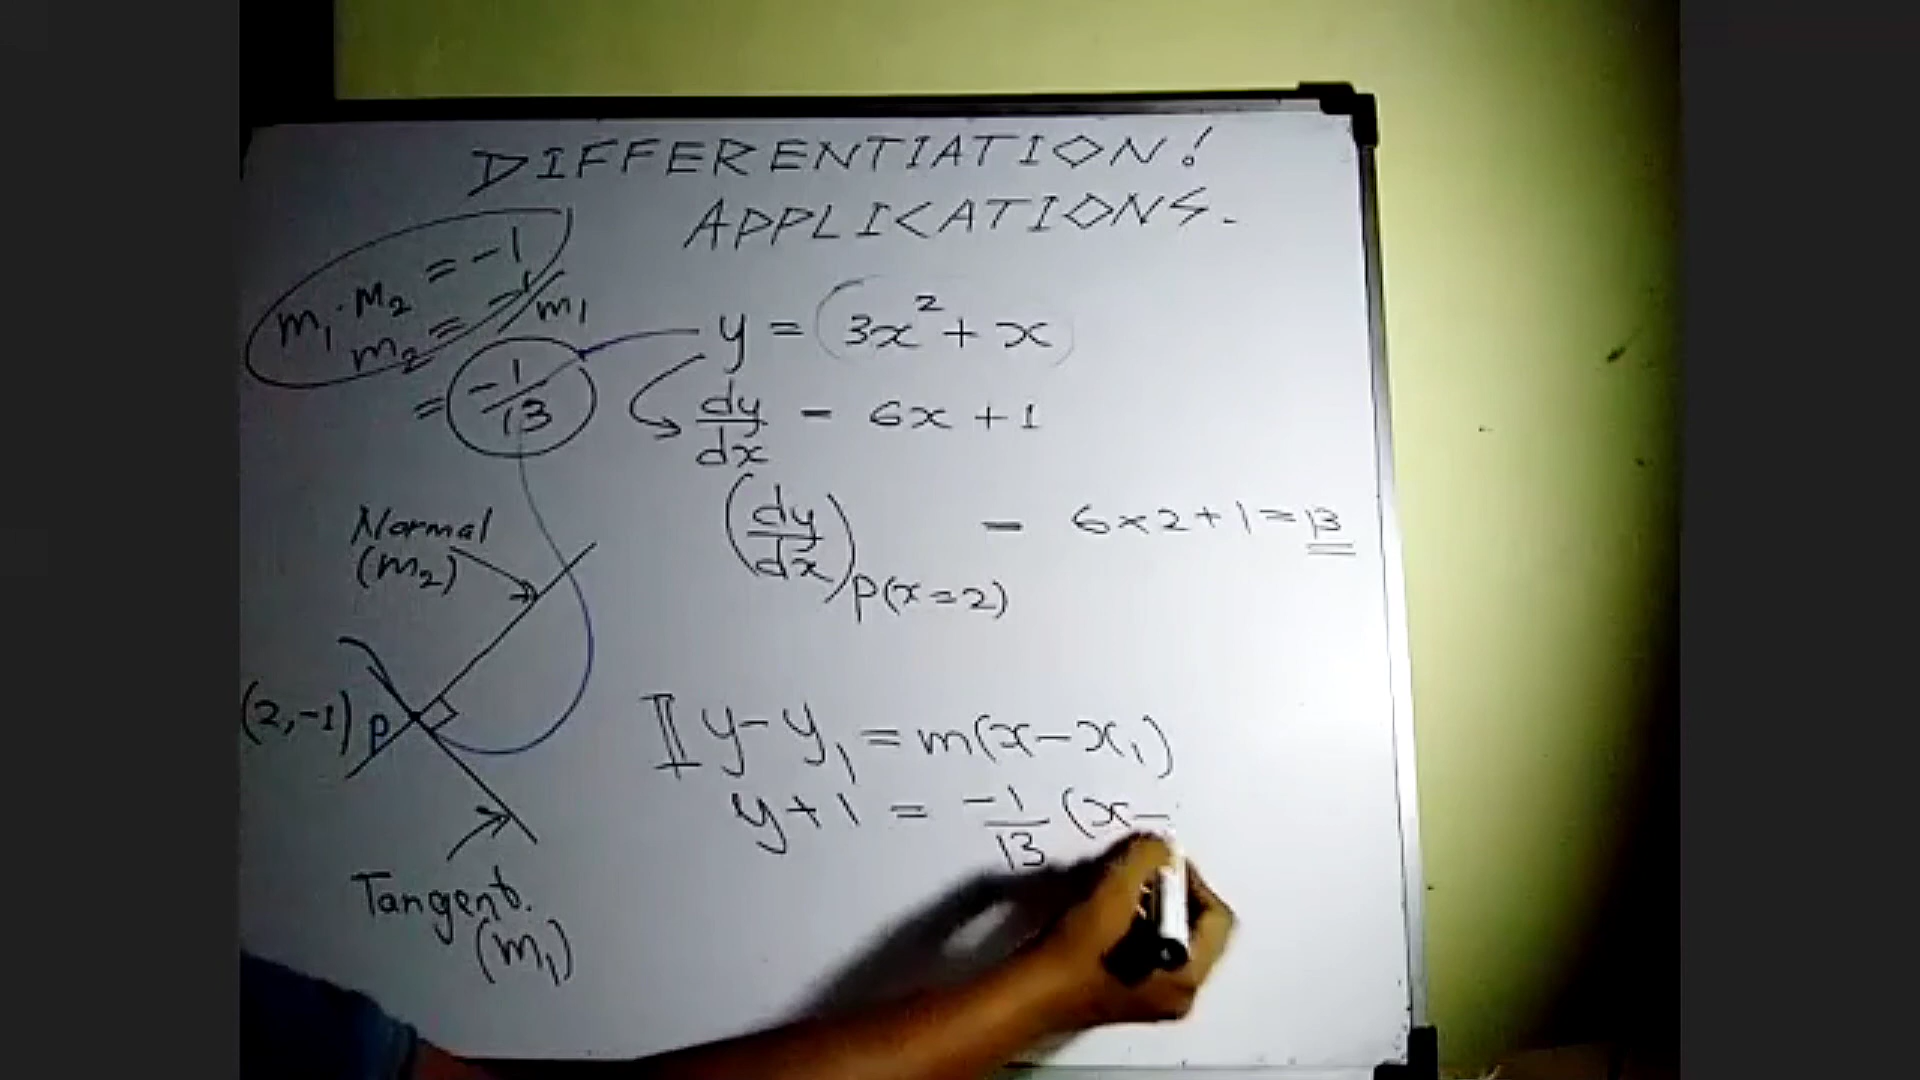 DIFFERENTIATION!
APPLICATIONS.
m₁·m₂ = -1
m₂ = -1/m₁
= -1/13
y = (3x² + x)
dy/dx - 6x + 1
(dy/dx)P(x=2) - 6×2+1=13
Normal
(m₂)
(2,-1) P
Tangent.
(m₁)
II y-y₁ = m(x-x₁)
y+1 = -1/13 (x-